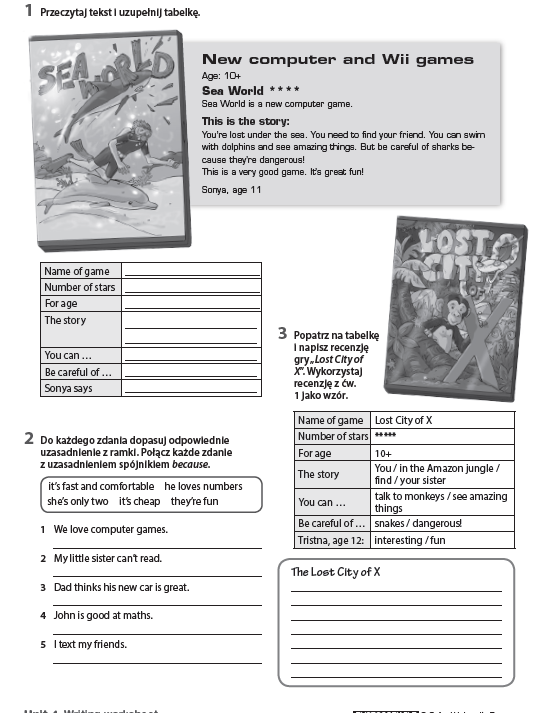 1 Przeczytaj tekst i uzupełnij tabelkę.
SEA WORLD
New computer and Wii games
Age: 10+
Sea World ****
Sea World is a new computer game.
This is the story:
You're lost under the sea. You need to find your friend. You can swim
with dolphins and see amazing things. But be careful of sharks be-
cause they're dangerous!
This is a very good game. It's great fun!
Sonya, age 11
Name of game
Number of stars
For age
The story
You can ...
Be careful of ...
Sonya says
2 Do każdego zdania dopasuj odpowiednie
uzasadnienie z ramki. Połącz każde zdanie
z uzasadnieniem spójnikiem because.
it's fast and comfortable he loves numbers
she's only two it's cheap they're fun
1 We love computer games.
2 My little sister can't read.
3 Dad thinks his new car is great.
4 John is good at maths.
5 I text my friends.
LOST
CITY
OF
X
3 Popatrz na tabelkę
i napisz recenzję
gry „Lost City of
X”. Wykorzystaj
recenzję z ćw.
1 jako wzór.
Name of game Lost City of X
Number of stars *****
For age 10+
The story You / in the Amazon jungle /
find / your sister
You can ... talk to monkeys / see amazing
things
Be careful of ... snakes / dangerous!
Tristna, age 12: interesting / fun
The Lost City of X